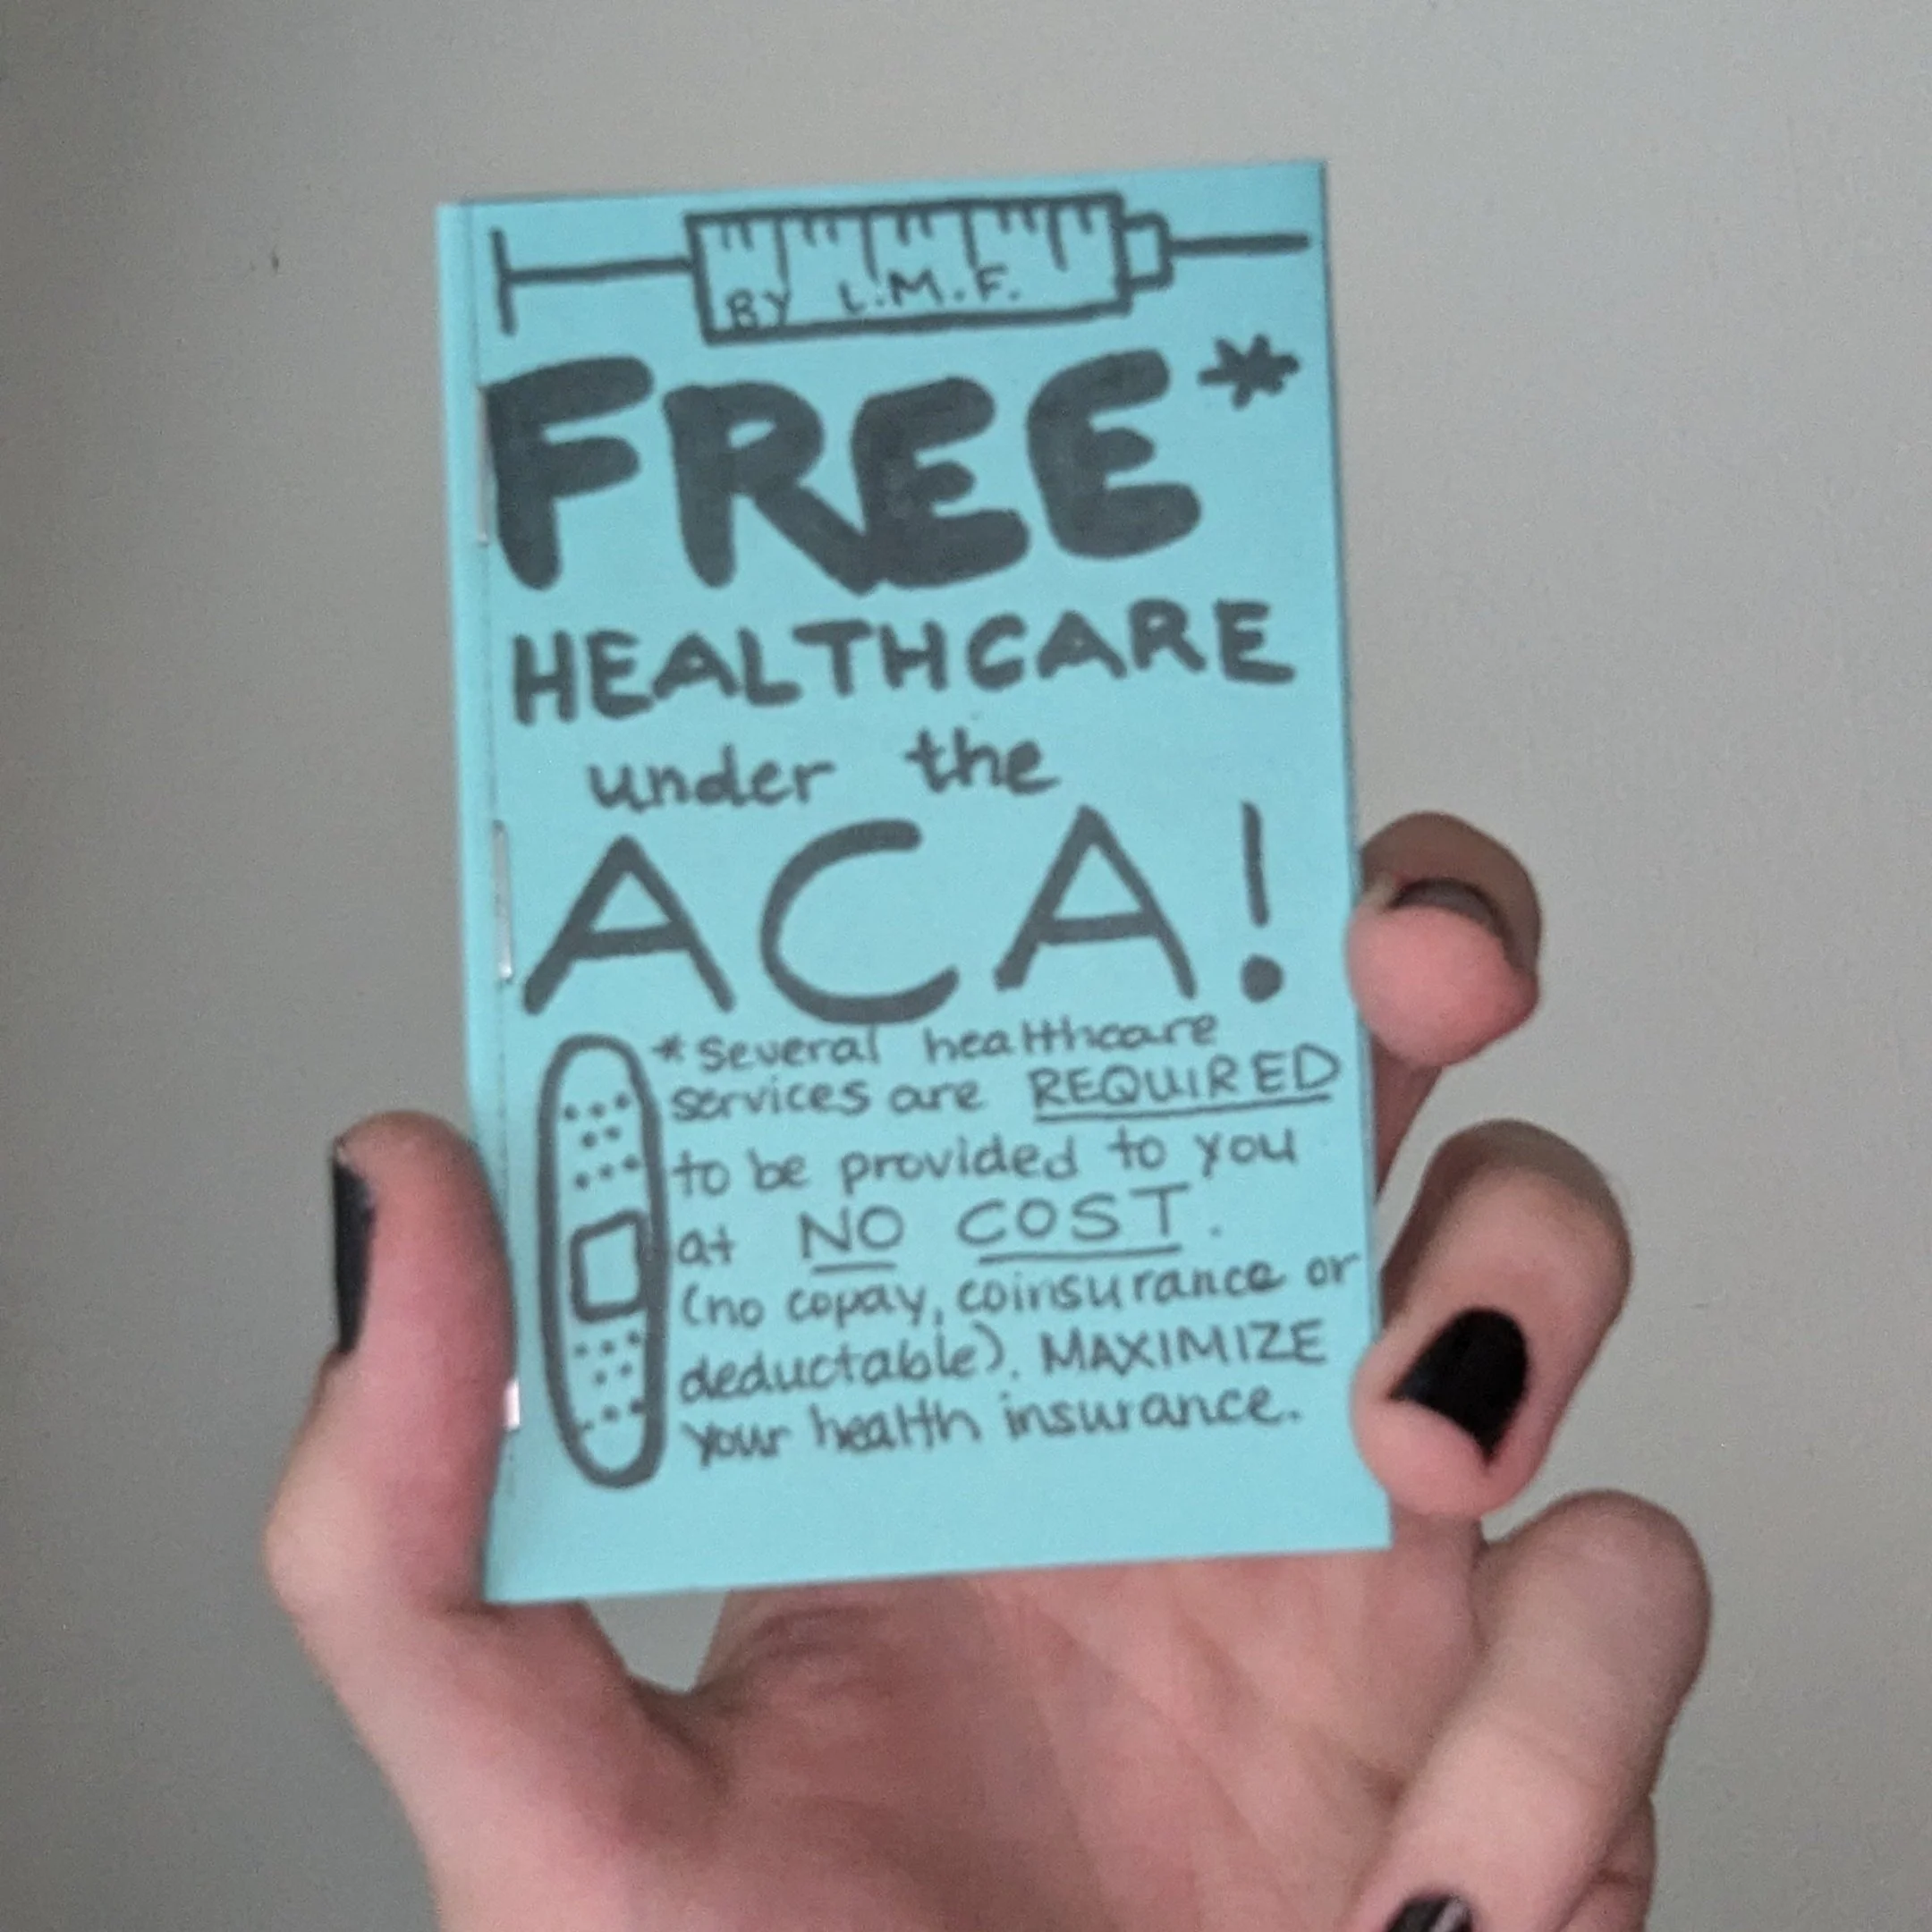 BY L.M.F.
FREE*
HEALTHCARE
under the
ACA!
*Several healthcare
services are REQUIRED
to be provided to you
at NO COST.
(no copay, coinsurance or
deductable). MAXIMIZE
your health insurance.